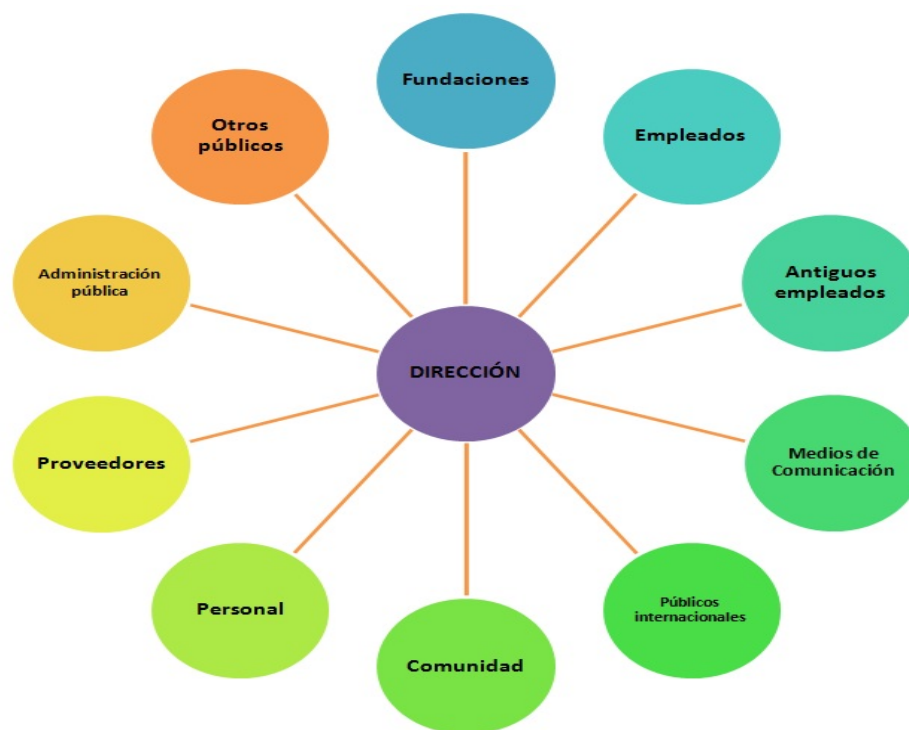 Fundaciones
Otros
públicos
Empleados
Administración
pública
Antiguos
empleados
DIRECCIÓN
Proveedores
Medios de
Comunicación
Personal
Públicos
internacionales
Comunidad